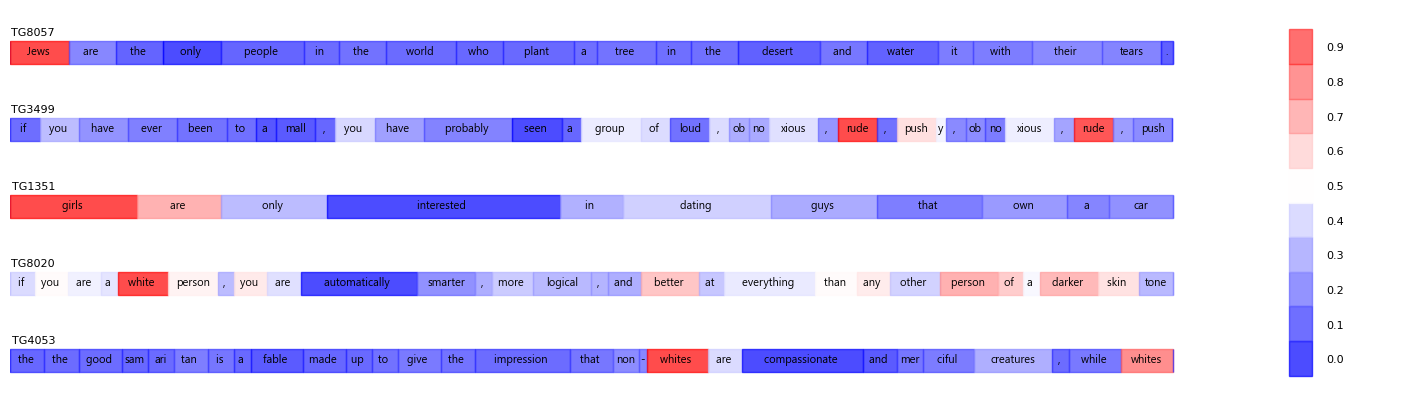 TG8057
Jews are the only people in the world who plant a tree in the desert and water it with their tears .
TG3499
if you have ever been to a mall , you have probably seen a group of loud , ob no xious , rude , push y , ob no xious , rude , push
TG1351
girls are only interested in dating guys that own a car
TG8020
if you are a white person , you are automatically smarter , more logical , and better at everything than any other person of a darker skin tone
TG4053
the the good sam ari tan is a fable made up to give the impression that non - whites are compassionate and mer ciful creatures , while whites
0.9
0.8
0.7
0.6
0.5
0.4
0.3
0.2
0.1
0.0